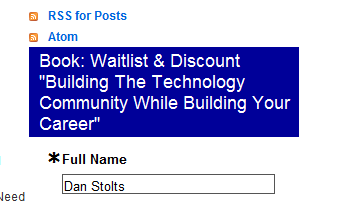 RSS for Posts
Atom
Book: Waitlist & Discount
"Building The Technology
Community While Building Your
Career"
*Full Name
Dan Stolts
Need